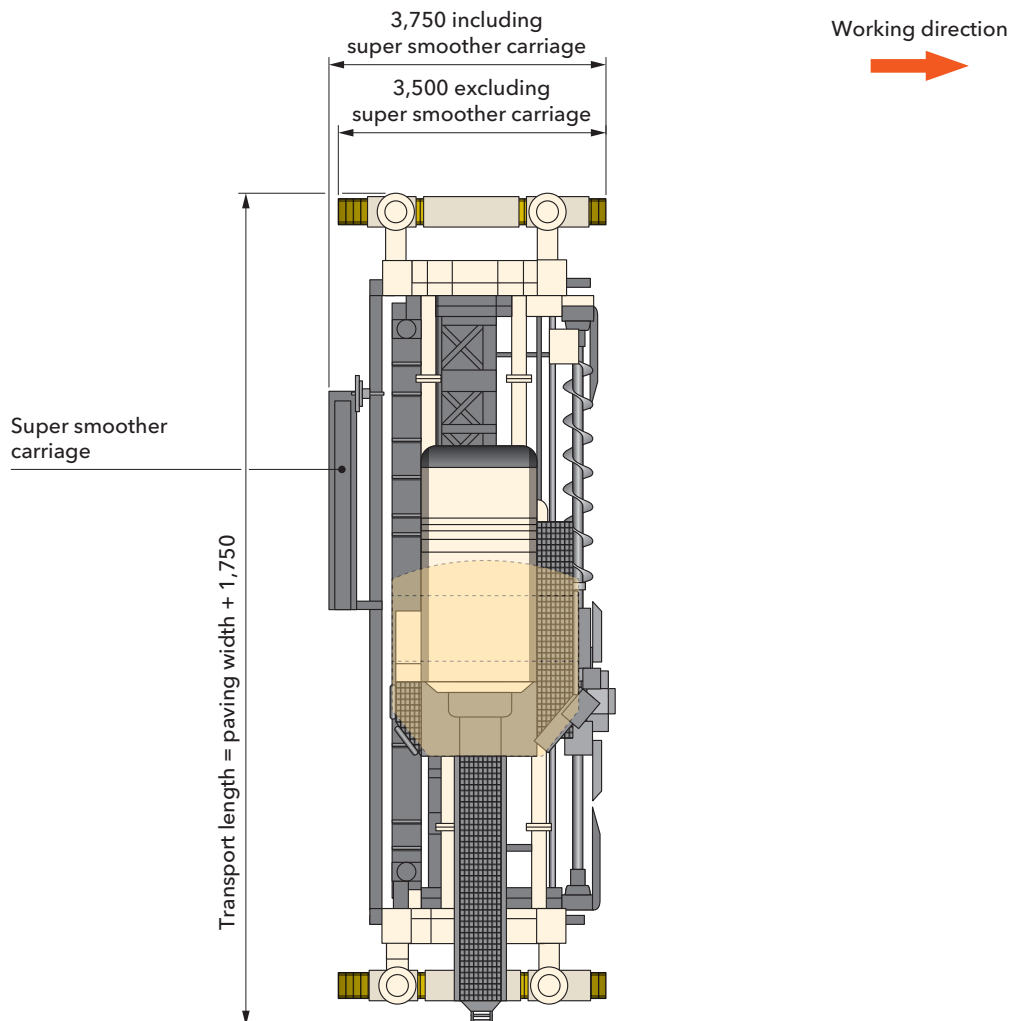 3,750 including
super smoother carriage
Working direction
3,500 excluding
super smoother carriage
Super smoother
carriage
Transport length = paving width + 1,750